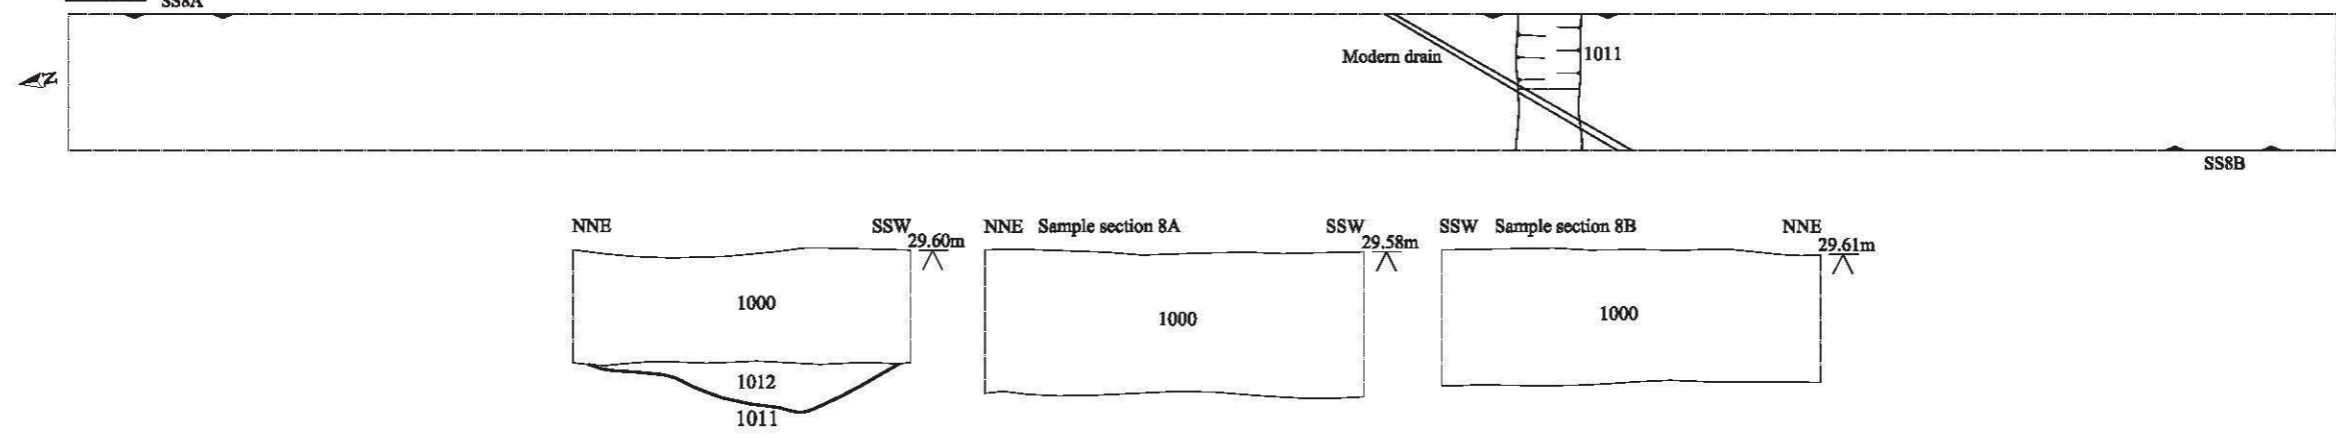 SS8A
Modern drain
1011
N
SS8B
NNE SSW 29.60m
NNE Sample section 8A SSW 29.58m
SSW Sample section 8B NNE 29.61m
1000
1000
1000
1012
1011